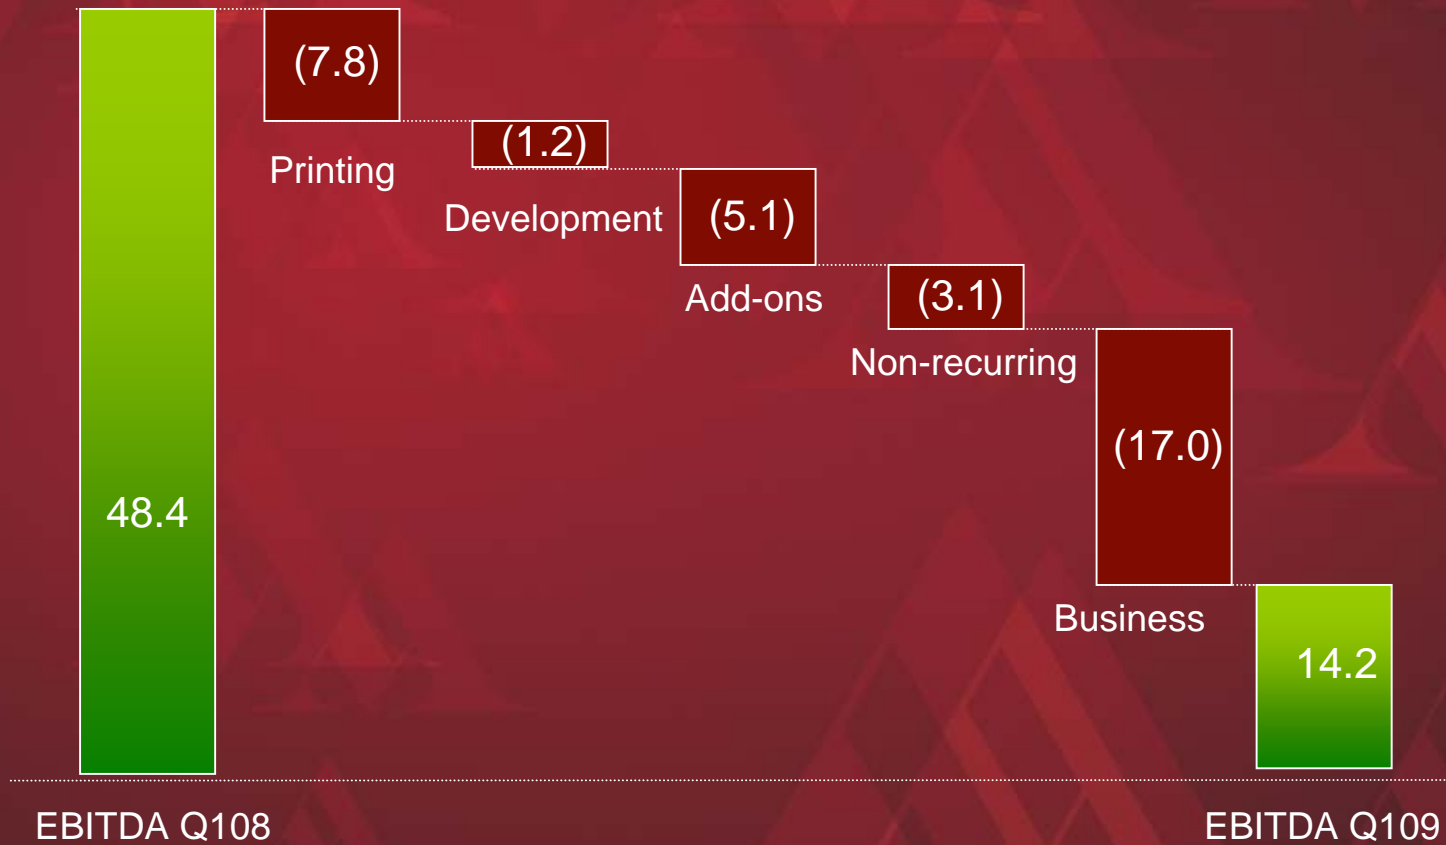 (7.8)
Printing
(1.2)
Development
(5.1)
Add-ons
(3.1)
Non-recurring
(17.0)
Business
48.4
14.2
EBITDA Q108
EBITDA Q109